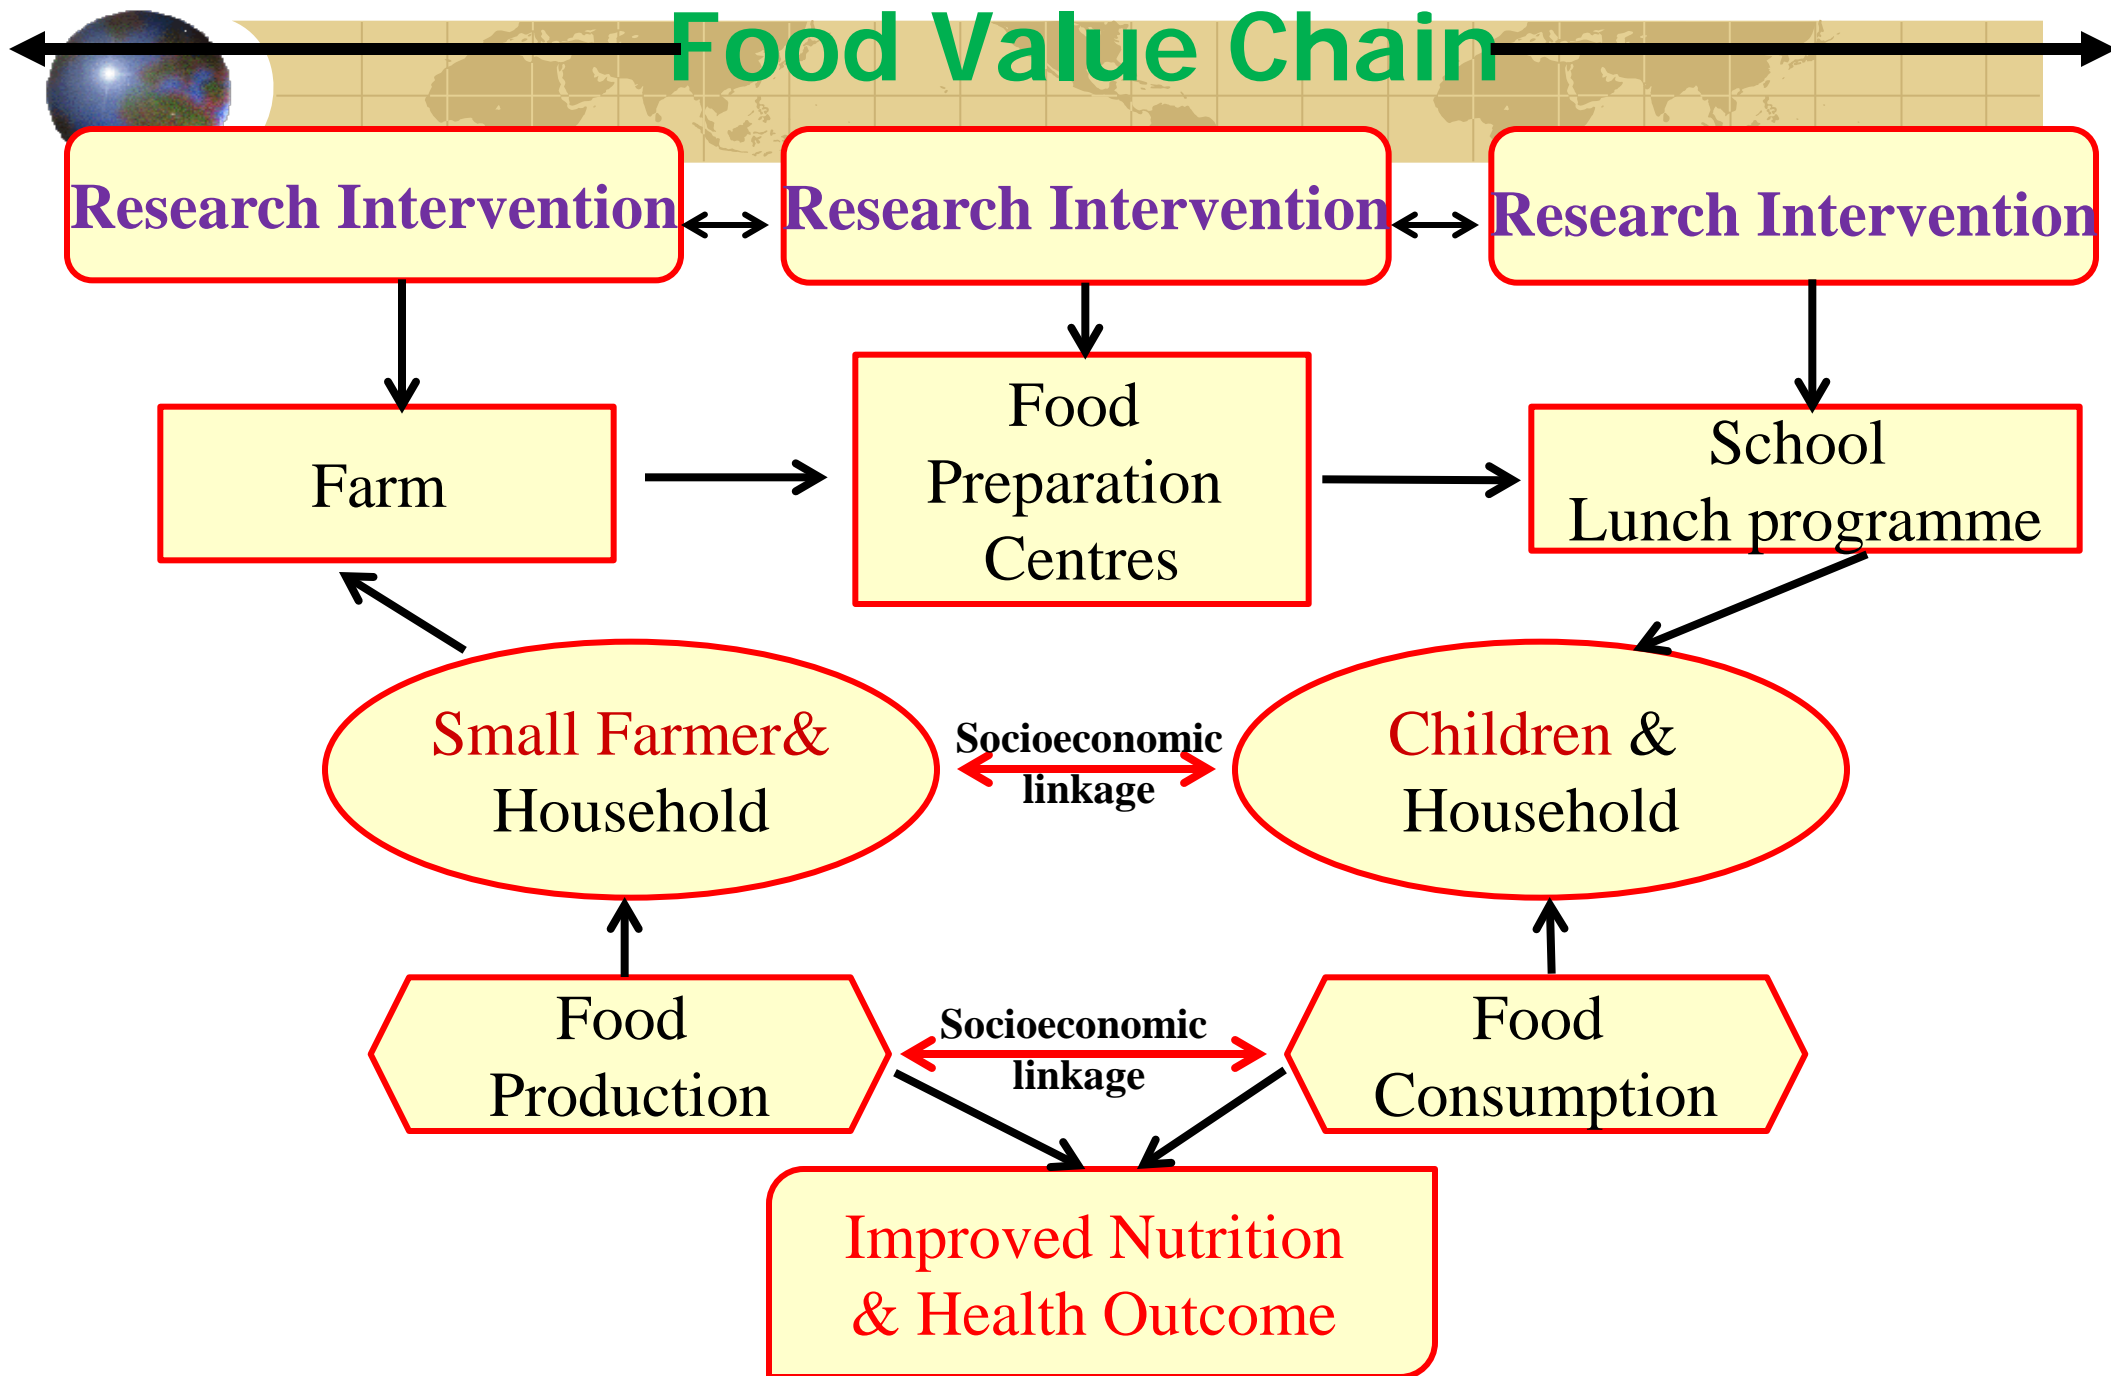 Food Value Chain
Research Intervention
Research Intervention
Research Intervention
Farm
Food
Preparation
Centres
School
Lunch programme
Small Farmer&
Household
Socioeconomic
linkage
Children &
Household
Food
Production
Socioeconomic
linkage
Food
Consumption
Improved Nutrition
& Health Outcome